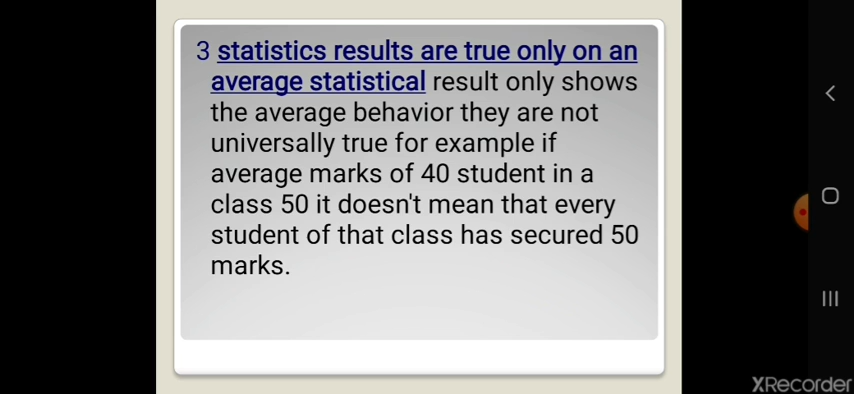 3 statistics results are true only on an
average statistical result only shows
the average behavior they are not
universally true for example if
average marks of 40 student in a
class 50 it doesn't mean that every
student of that class has secured 50
marks.
XRecorder